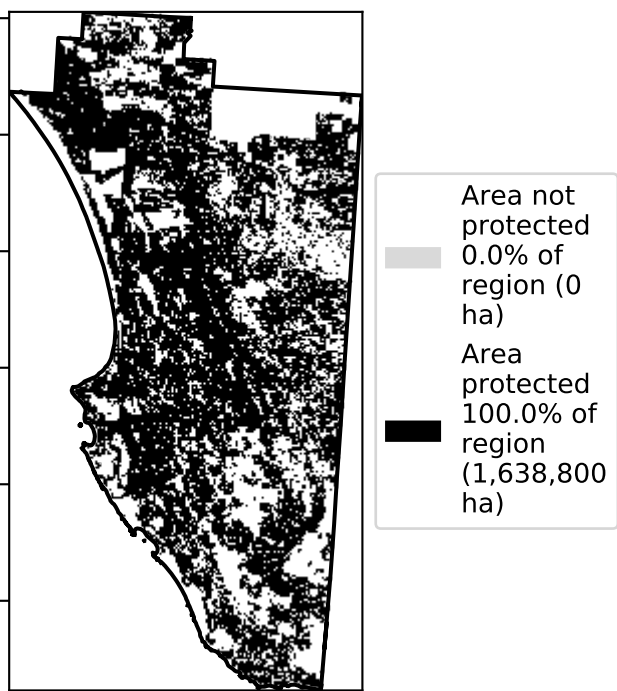 Area not
protected
0.0% of
region (0
ha)
Area
protected
100.0% of
region
(1,638,800
ha)